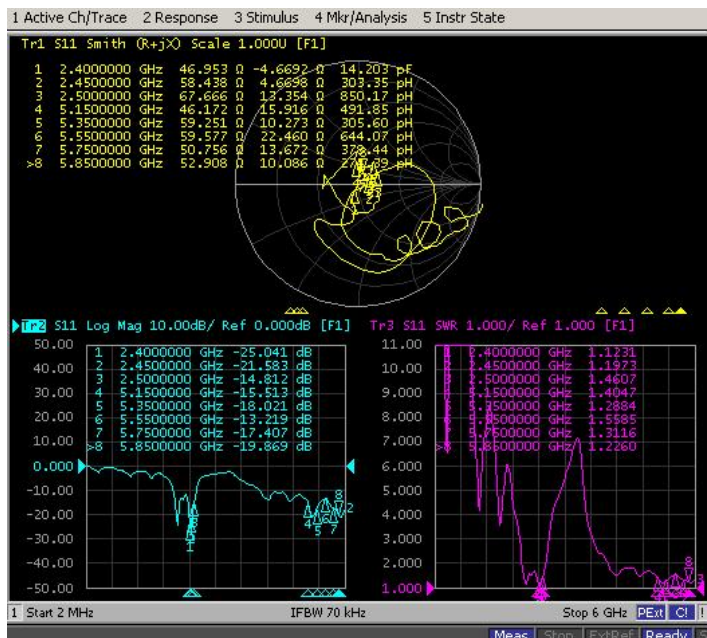 1 Active Ch/Trace 2 Response 3 Stimulus 4 Mkr/Analysis 5 Instr State
Tr1 S11 Smith (R+jX) Scale 1.000U [F1]
1 2.4000000 GHz 46.953 Ω -4.6692 Ω 14.203 pF
2 2.4500000 GHz 58.438 Ω 4.6698 Ω 303.35 pH
3 2.5000000 GHz 67.666 Ω 13.354 Ω 850.17 pH
4 5.1500000 GHz 46.172 Ω 15.916 Ω 491.85 pH
5 5.3500000 GHz 59.251 Ω 10.273 Ω 305.60 pH
6 5.5500000 GHz 59.577 Ω 22.460 Ω 644.07 pH
7 5.7500000 GHz 50.756 Ω 13.672 Ω 378.44 pH
>8 5.8500000 GHz 52.908 Ω 10.086 Ω pH
Tr2 S11 Log Mag 10.00dB/ Ref 0.000dB [F1]
50.00
40.00
30.00
20.00
10.00
0.000
-10.00
-20.00
-30.00
-40.00
-50.00
1 2.4000000 GHz -25.041 dB
2 2.4500000 GHz -21.583 dB
3 2.5000000 GHz -14.812 dB
4 5.1500000 GHz -15.513 dB
5 5.3500000 GHz -18.021 dB
6 5.5500000 GHz -13.219 dB
7 5.7500000 GHz -17.407 dB
>8 5.8500000 GHz -19.869 dB
Tr3 S11 SWR 1.000/ Ref 1.000 [F1]
11.00
10.00
9.000
8.000
7.000
6.000
5.000
4.000
3.000
2.000
1.000
2.4000000 GHz 1.1231
2.4500000 GHz 1.1973
2.5000000 GHz 1.4607
5.1500000 GHz 1.4047
5.3500000 GHz 1.2884
5.5500000 GHz 1.5585
5.7500000 GHz 1.3116
5.8500000 GHz 1.2260
1 Start 2 MHz IFBW 70 kHz Stop 6 GHz PExt C! !
Meas Stop ExtRef Ready